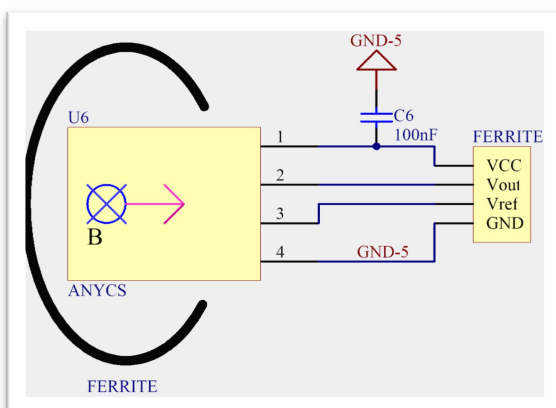 GND-5
U6
C6
100nF
1
FERRITE
VCC
2
Vout
Vref
3
GND
B
4
GND-5
ANYCS
FERRITE